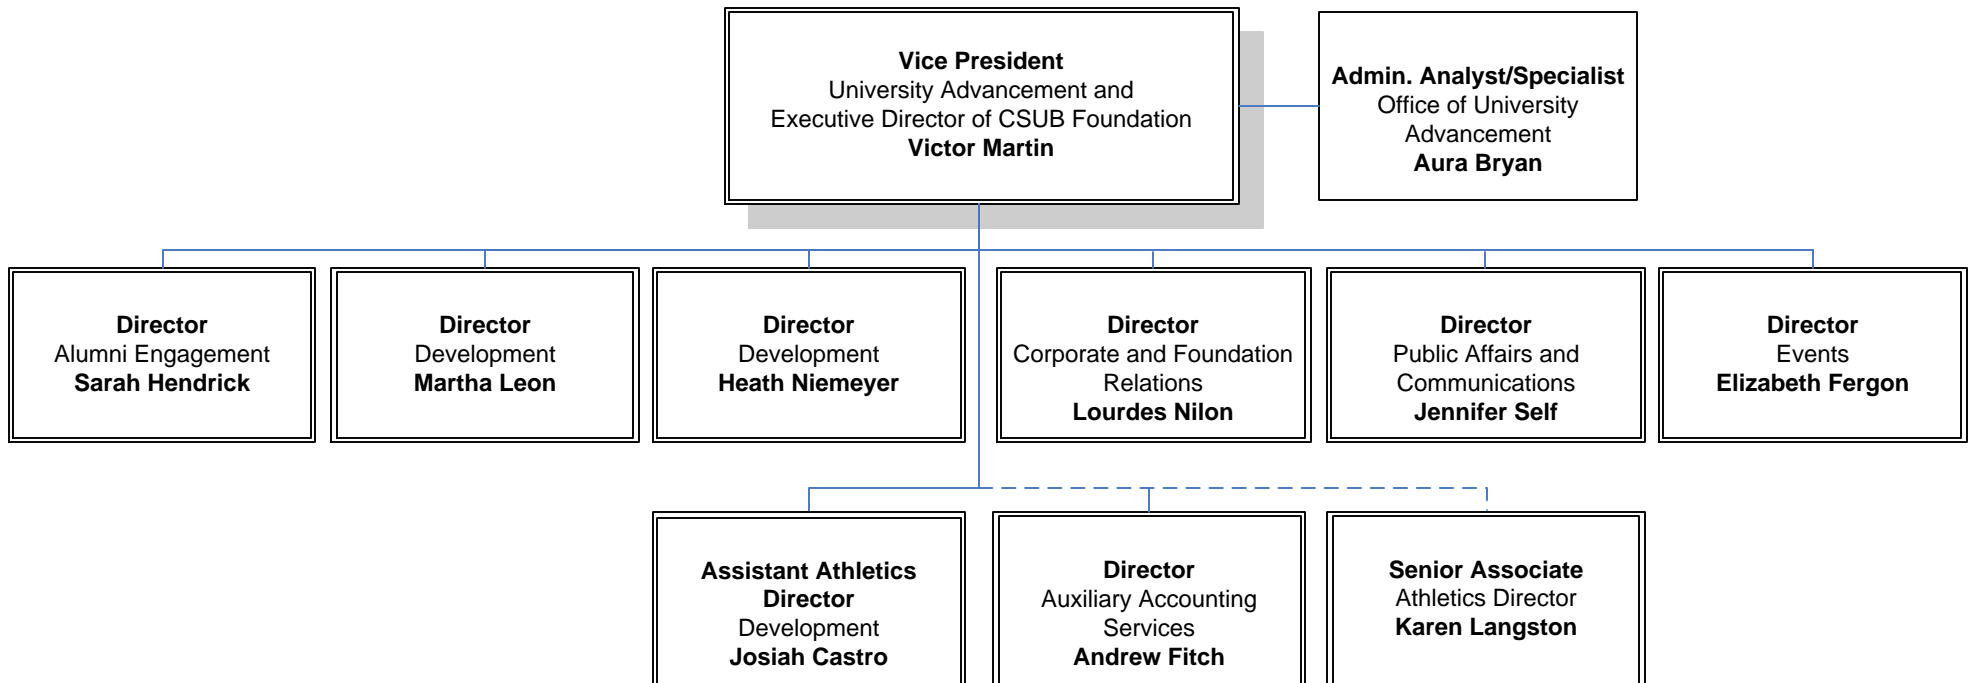 Vice President
University Advancement and
Executive Director of CSUB Foundation
Victor Martin
Admin. Analyst/Specialist
Office of University
Advancement
Aura Bryan
Director
Alumni Engagement
Sarah Hendrick
Director
Development
Martha Leon
Director
Development
Heath Niemeyer
Director
Corporate and Foundation
Relations
Lourdes Nilon
Director
Public Affairs and
Communications
Jennifer Self
Director
Events
Elizabeth Fergon
Assistant Athletics
Director
Development
Josiah Castro
Director
Auxiliary Accounting
Services
Andrew Fitch
Senior Associate
Athletics Director
Karen Langston